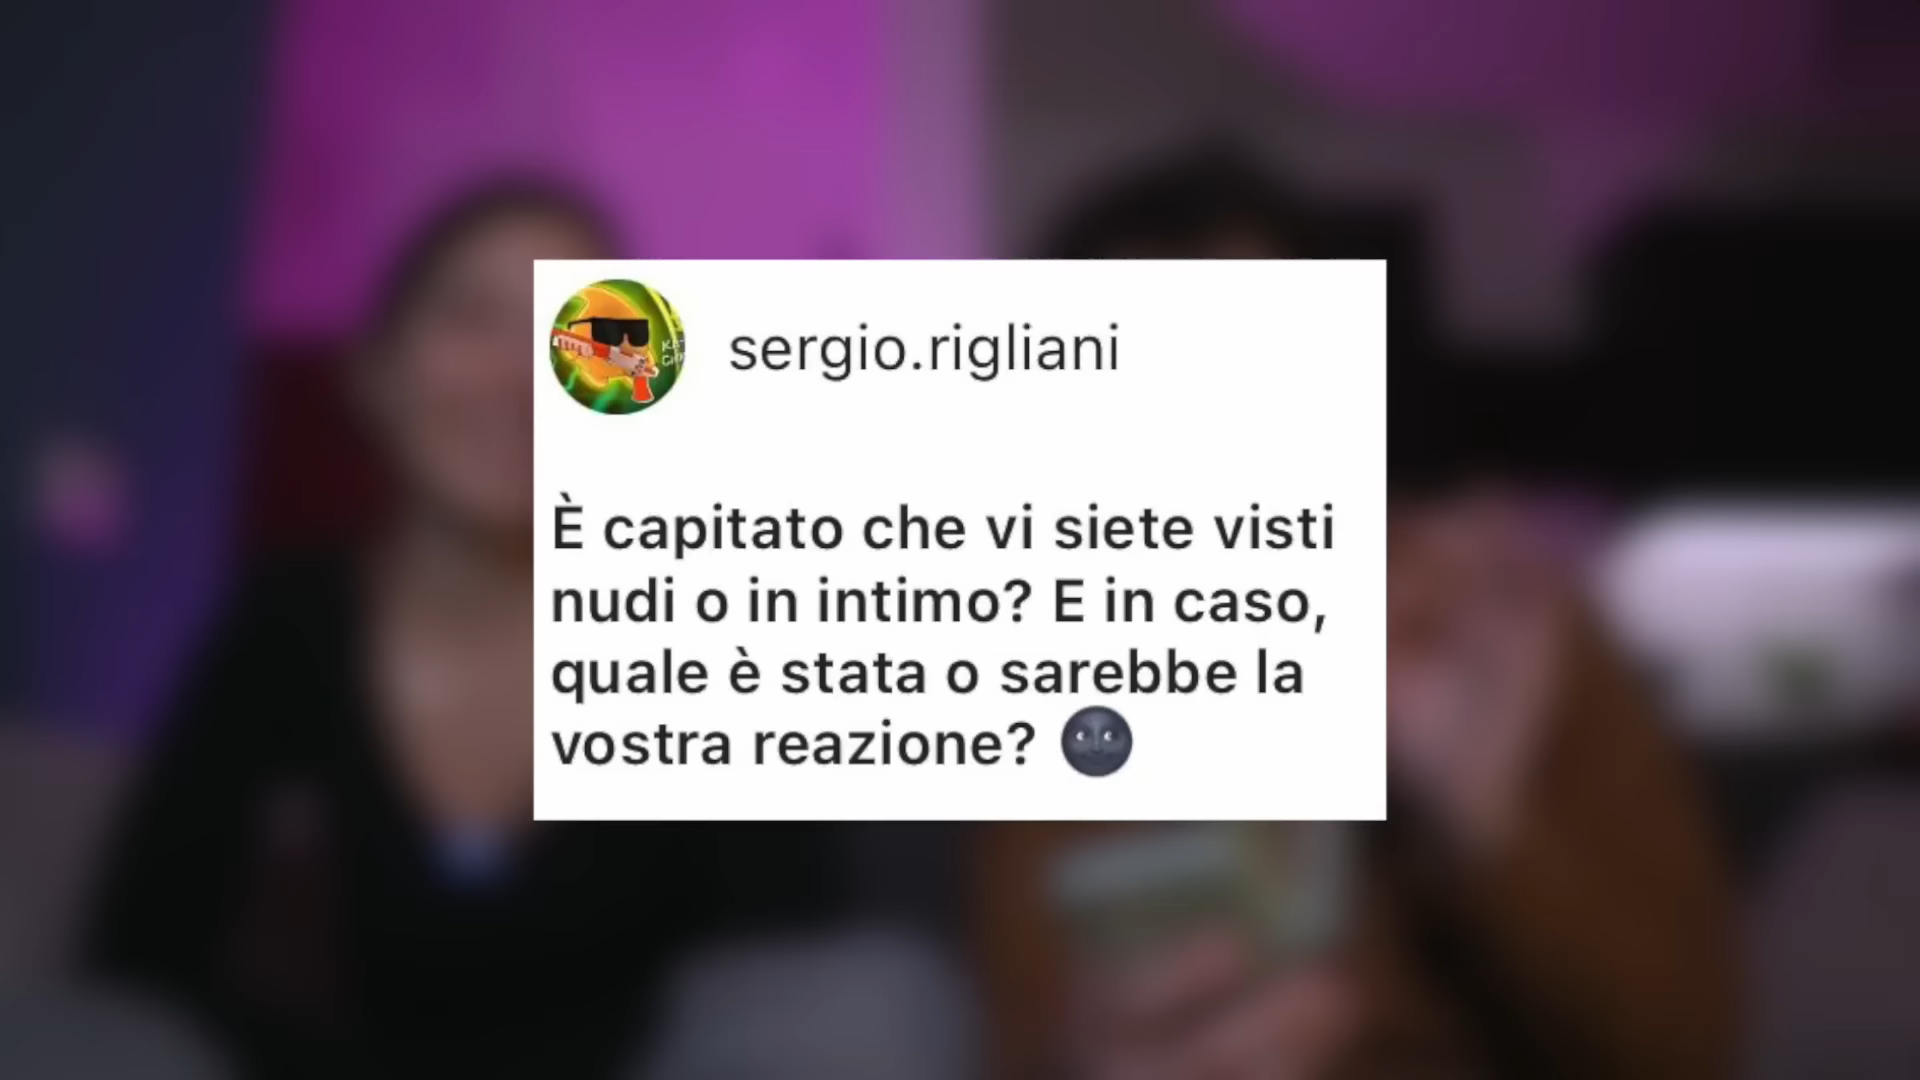 sergio.rigliani
È capitato che vi siete visti
nudi o in intimo? E in caso,
quale è stata o sarebbe la
vostra reazione? 🌚